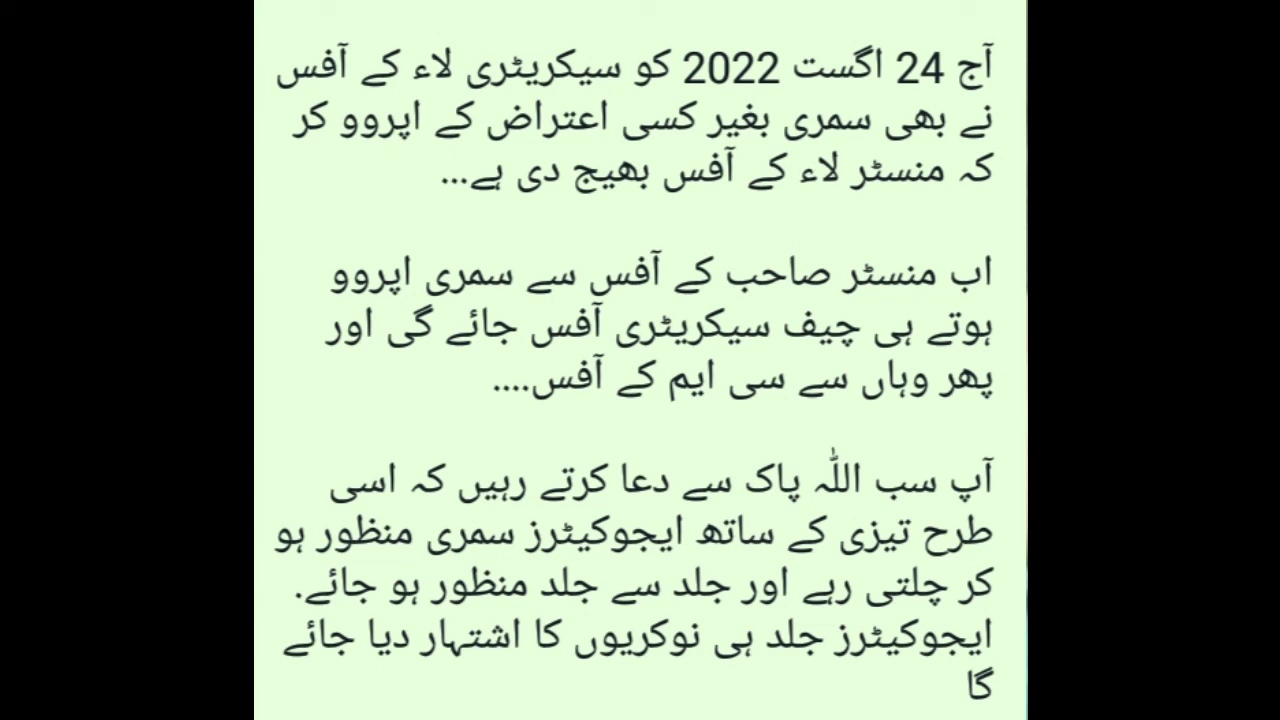 آج 24 اگست 2022 کو سیکریٹری لاء کے آفس
نے بھی سمری بغیر کسی اعتراض کے اپروو کر
کہ منسٹر لاء کے آفس بھیج دی ہے...
اب منسٹر صاحب کے آفس سے سمری اپروو
ہوتے ہی چیف سیکریٹری آفس جائے گی اور
پھر وہاں سے سی ایم کے آفس....
آپ سب اللّٰہ پاک سے دعا کرتے رہیں کہ اسی
طرح تیزی کے ساتھ ایجوکیٹرز سمری منظور ہو
کر چلتی رہے اور جلد سے جلد منظور ہو جائے.
ایجوکیٹرز جلد ہی نوکریوں کا اشتہار دیا جائے
گا